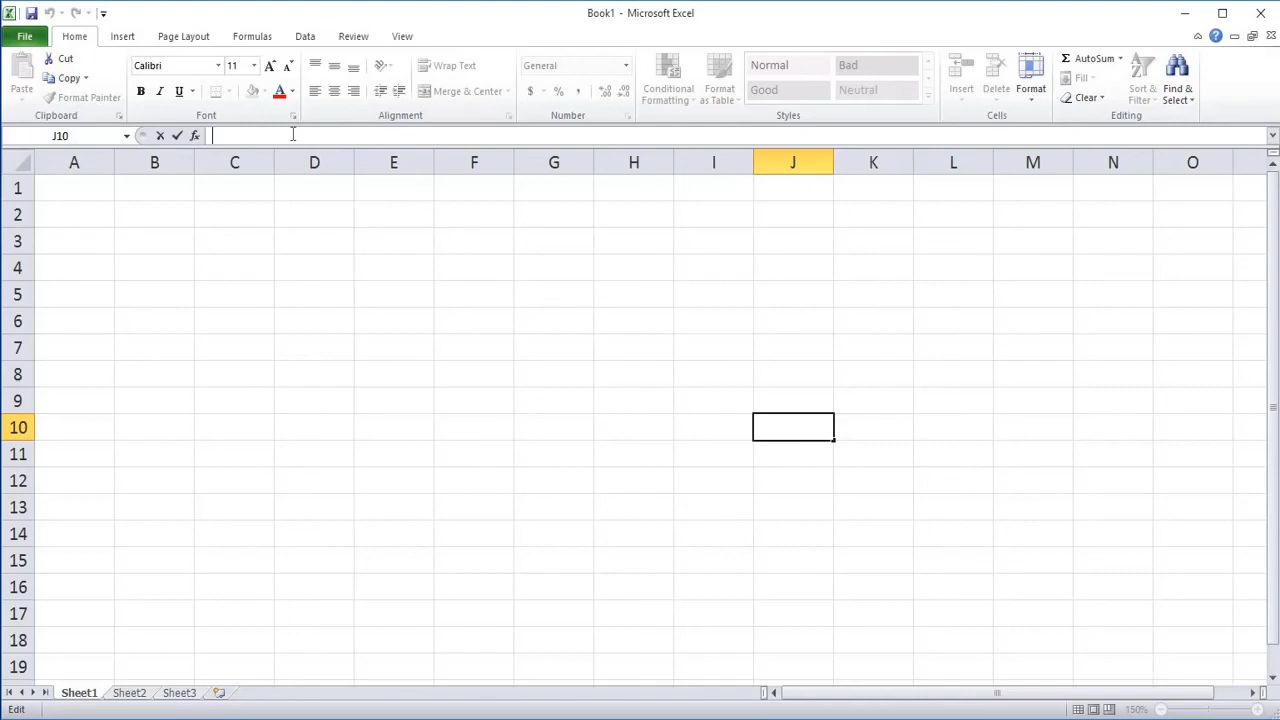 Book1 - Microsoft Excel
File Home Insert Page Layout Formulas Data Review View
Paste
Cut
Copy
Format Painter
Clipboard
Calibri 11
Font
Wrap Text
Merge & Center
Alignment
General
Number
Conditional Formatting
Format as Table
Normal Bad
Good Neutral
Styles
Insert Delete Format
Cells
Σ AutoSum
Fill
Clear
Sort & Filter
Find & Select
Editing
J10 fx
A B C D E F G H I J K L M N O
1
2
3
4
5
6
7
8
9
10
11
12
13
14
15
16
17
18
19
Sheet1 Sheet2 Sheet3
Edit 150%